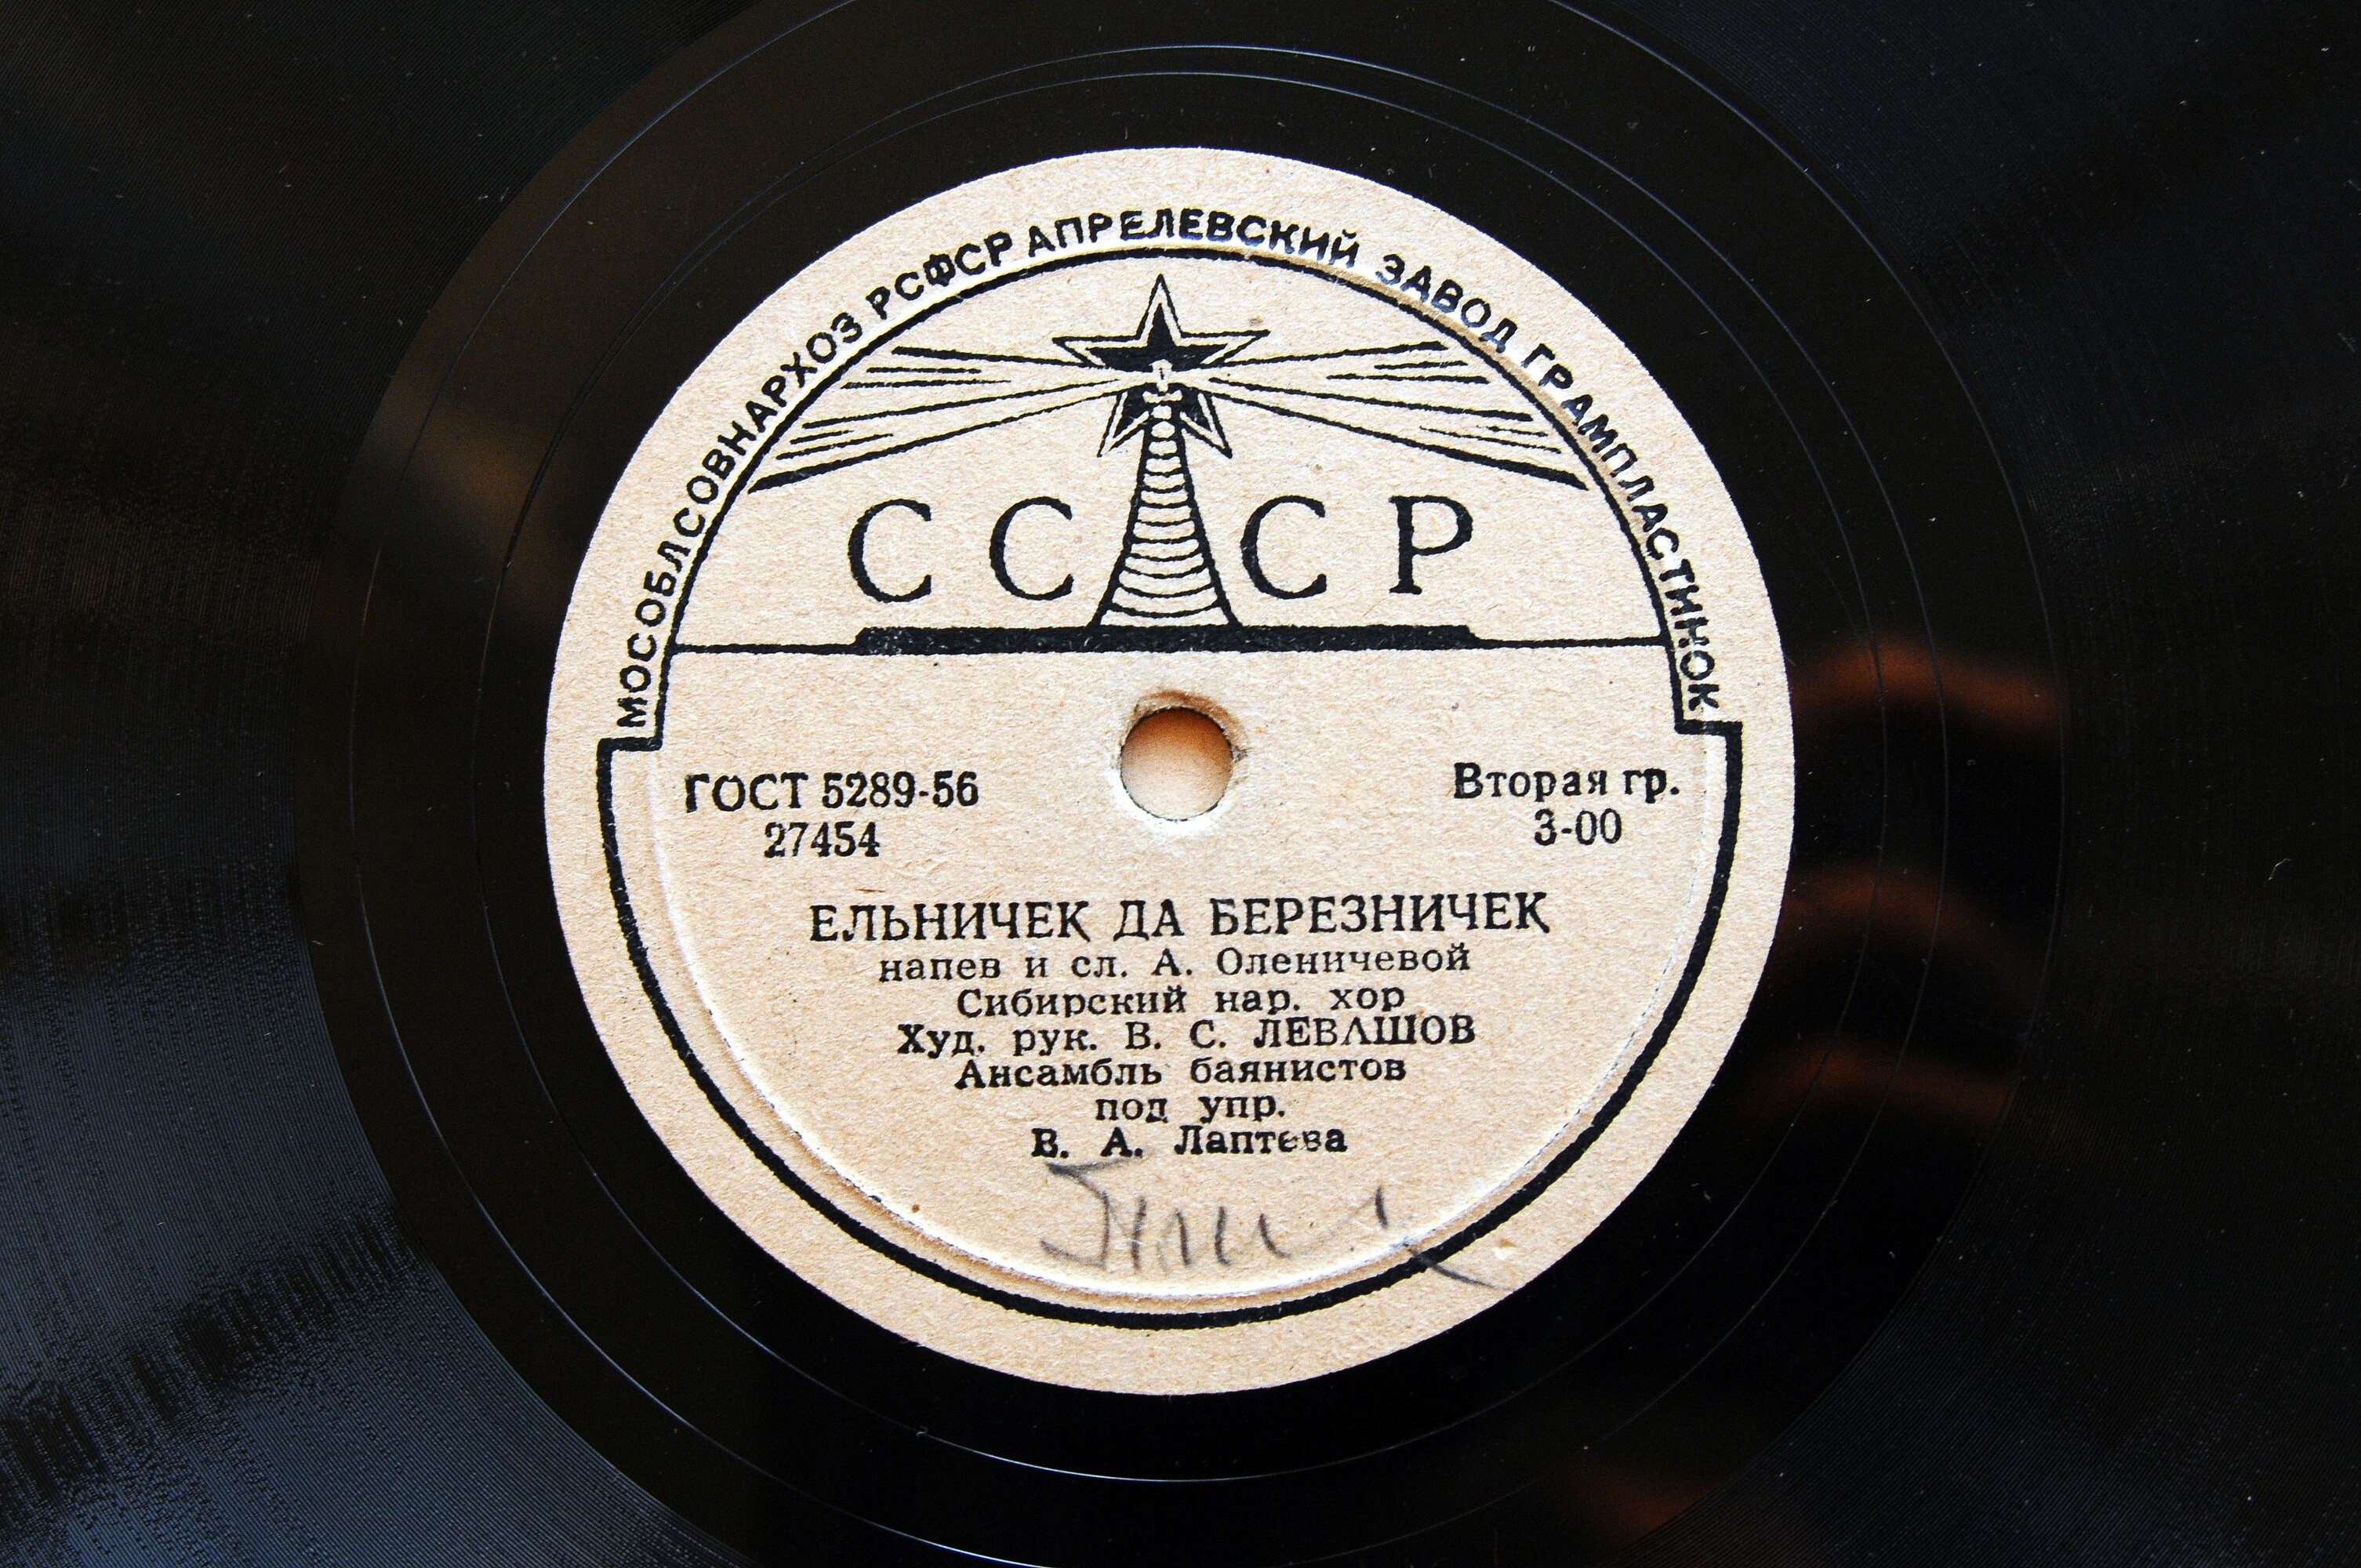 МОСОБЛСОВНАРХОЗ РСФСР АПРЕЛЕВСКИЙ ЗАВОД ГРАМПЛАСТИНОК
СССР
ГОСТ 5289-56
27454
Вторая гр.
3-00
ЕЛЬНИЧЕК ДА БЕРЕЗНИЧЕК
напев и сл. А. Оленичевой
Сибирский нар. хор
Худ. рук. В. С. ЛЕВАШОВ
Ансамбль баянистов
под упр.
В. А. Лаптева